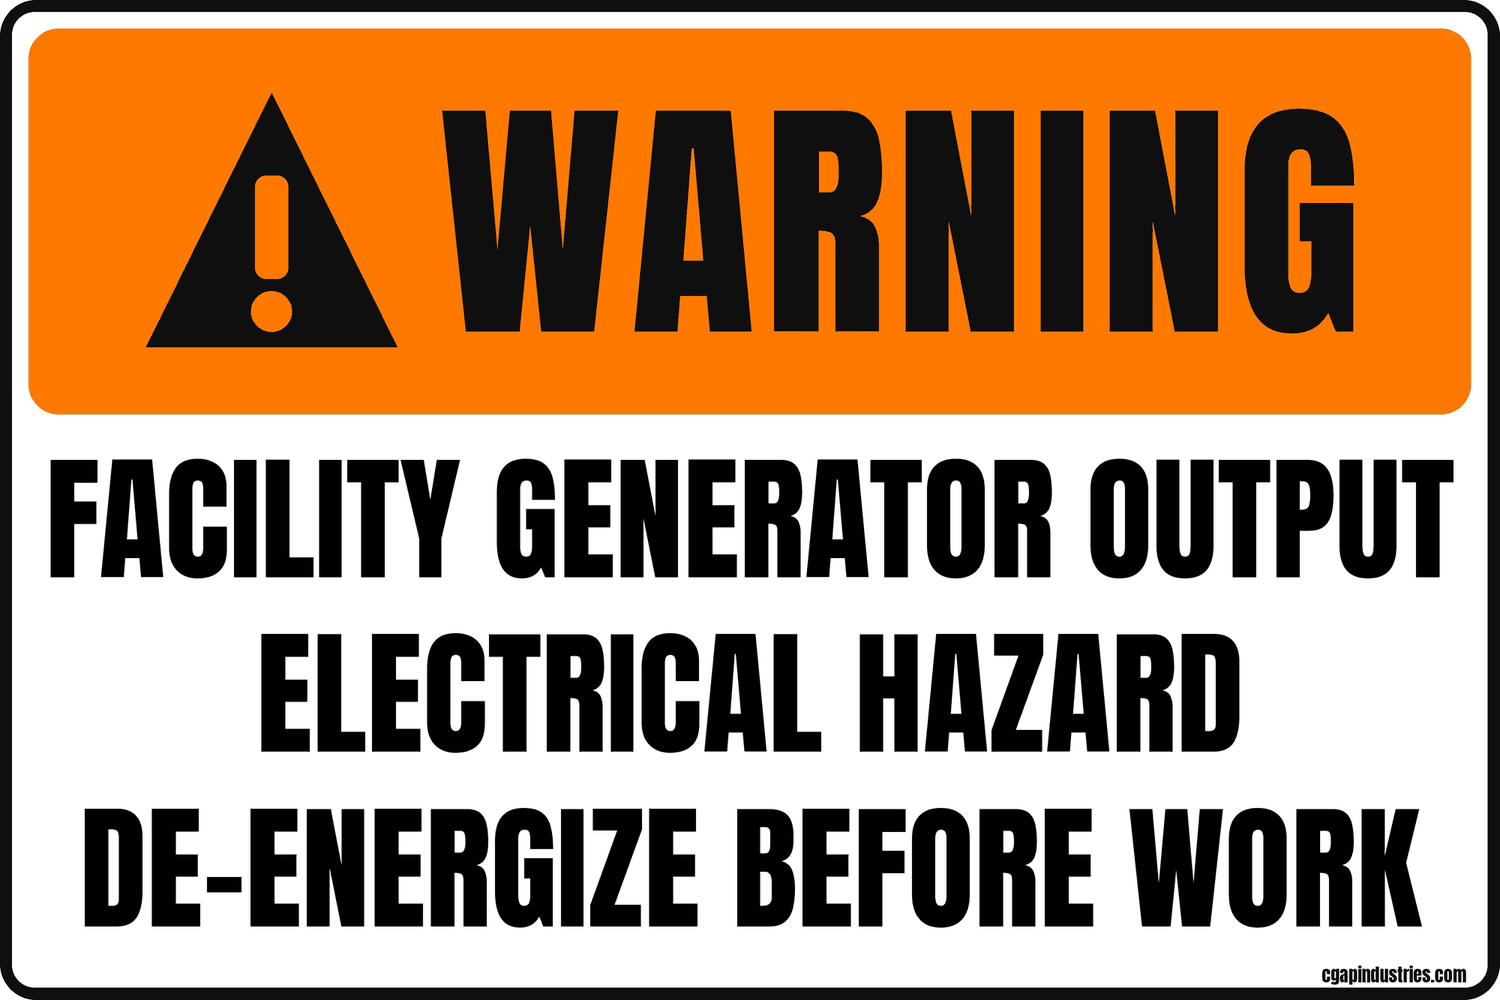 WARNING
FACILITY GENERATOR OUTPUT
ELECTRICAL HAZARD
DE-ENERGIZE BEFORE WORK
cgapindustries.com